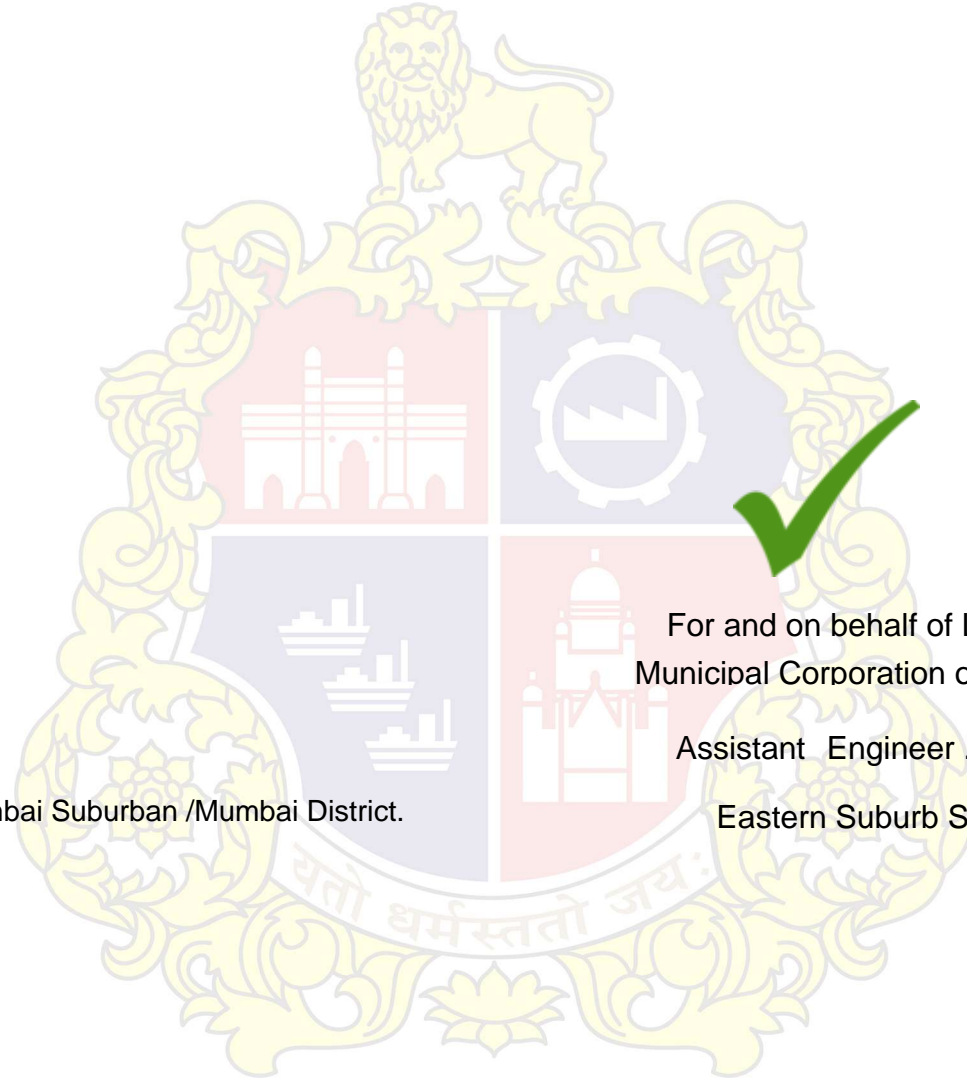 For and on behalf of
Municipal Corporation
Assistant Engineer .
Eastern Suburb S
bai Suburban /Mumbai District.
यतो धर्मस्ततो जय: